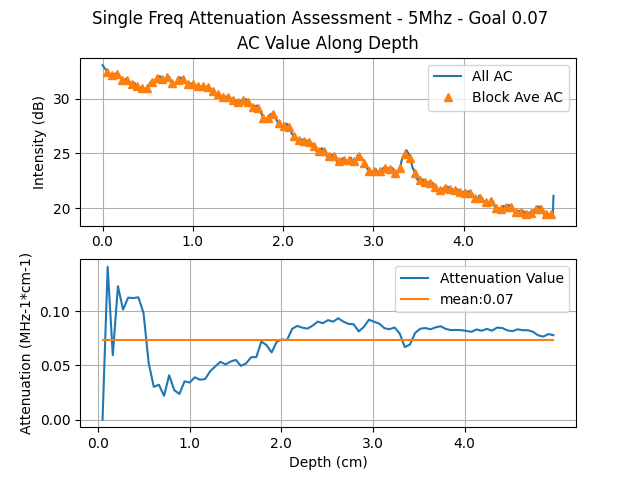 Single Freq Attenuation Assessment - 5Mhz - Goal 0.07
AC Value Along Depth
Intensity (dB)
30
25
20
All AC
Block Ave AC
0.0 1.0 2.0 3.0 4.0
Attenuation (MHz-1*cm-1)
0.10
0.05
0.00
Attenuation Value
mean:0.07
0.0 1.0 2.0 3.0 4.0
Depth (cm)